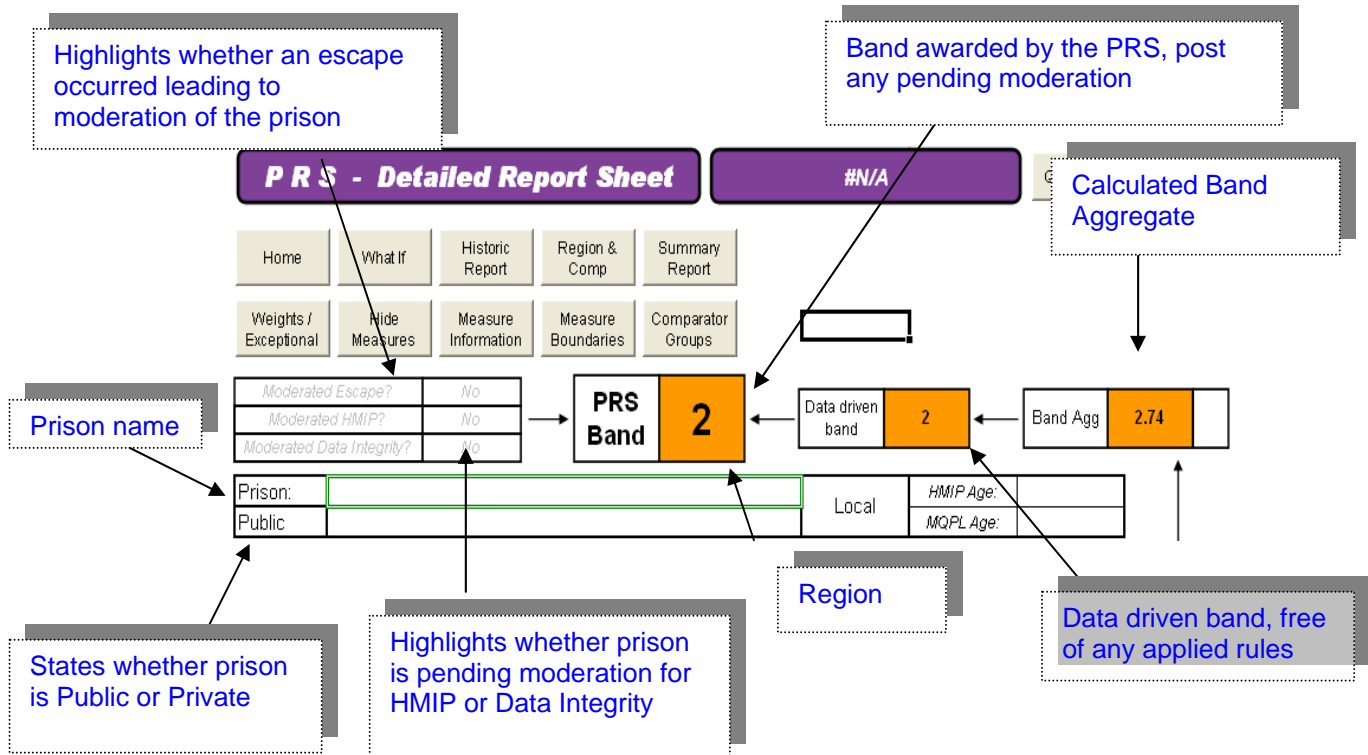 Highlights whether an escape
occurred leading to
moderation of the prison
Band awarded by the PRS, post
any pending moderation
P R S - Detailed Report Sheet
#N/A
Calculated Band
Aggregate
Home
What If
Historic
Report
Region &
Comp
Summary
Report
Weights /
Exceptional
Hide
Measures
Measure
Information
Measure
Boundaries
Comparator
Groups
Prison name
Moderated Escape? No
Moderated HMIP? No
Moderated Data Integrity? No
PRS
Band
2
Data driven
band
2
Band Agg 2.74
Prison:
Public
Local
HMIP Age:
MQPL Age:
States whether prison
is Public or Private
Highlights whether prison
is pending moderation for
HMIP or Data Integrity
Region
Data driven band, free
of any applied rules